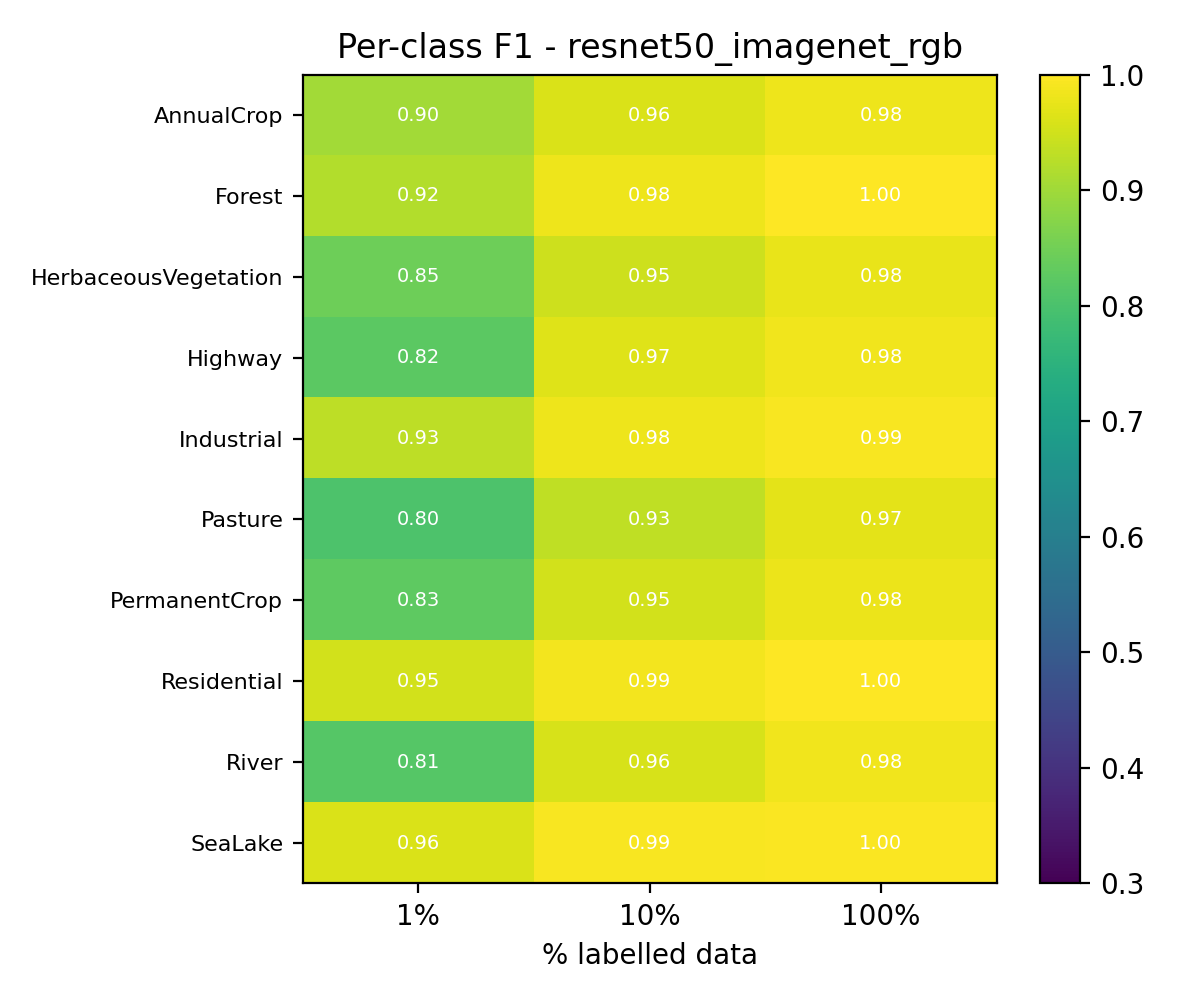 Per-class F1 - resnet50_imagenet_rgb
AnnualCrop 0.90 0.96 0.98 1.0
Forest 0.92 0.98 1.00 0.9
HerbaceousVegetation 0.85 0.95 0.98 0.8
Highway 0.82 0.97 0.98
Industrial 0.93 0.98 0.99 0.7
Pasture 0.80 0.93 0.97 0.6
PermanentCrop 0.83 0.95 0.98
Residential 0.95 0.99 1.00 0.5
River 0.81 0.96 0.98 0.4
SeaLake 0.96 0.99 1.00 0.3
1% 10% 100%
% labelled data